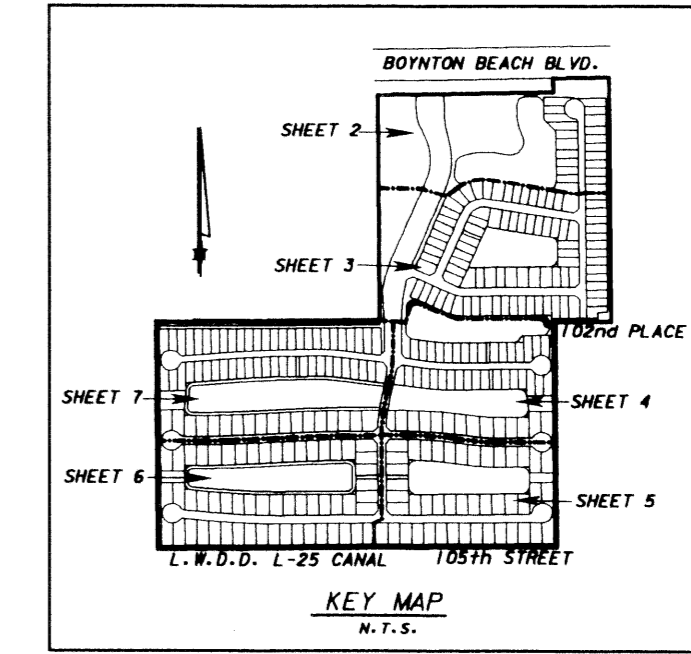 BOYNTON BEACH BLVD.
SHEET 2
SHEET 3
102nd PLACE
SHEET 7
SHEET 4
SHEET 6
SHEET 5
L.W.D.D. L-25 CANAL
105th STREET
KEY MAP
N.T.S.